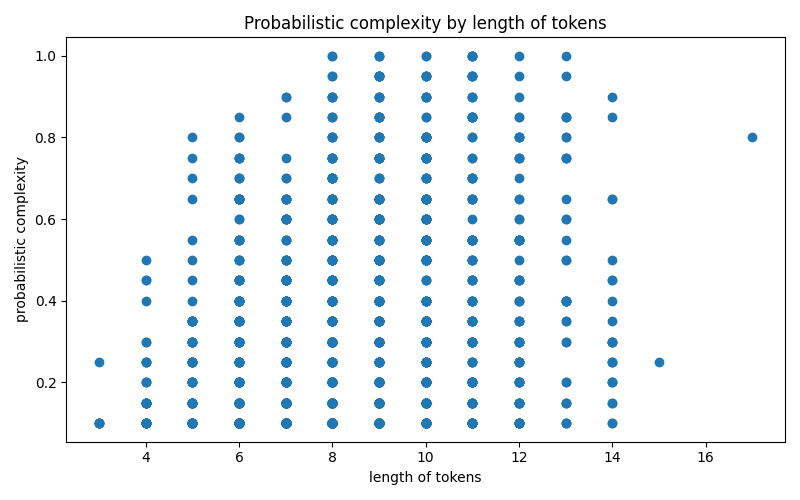 Probabilistic complexity by length of tokens
1.0
0.8
0.6
0.4
0.2
probabilistic complexity
4 6 8 10 12 14 16
length of tokens